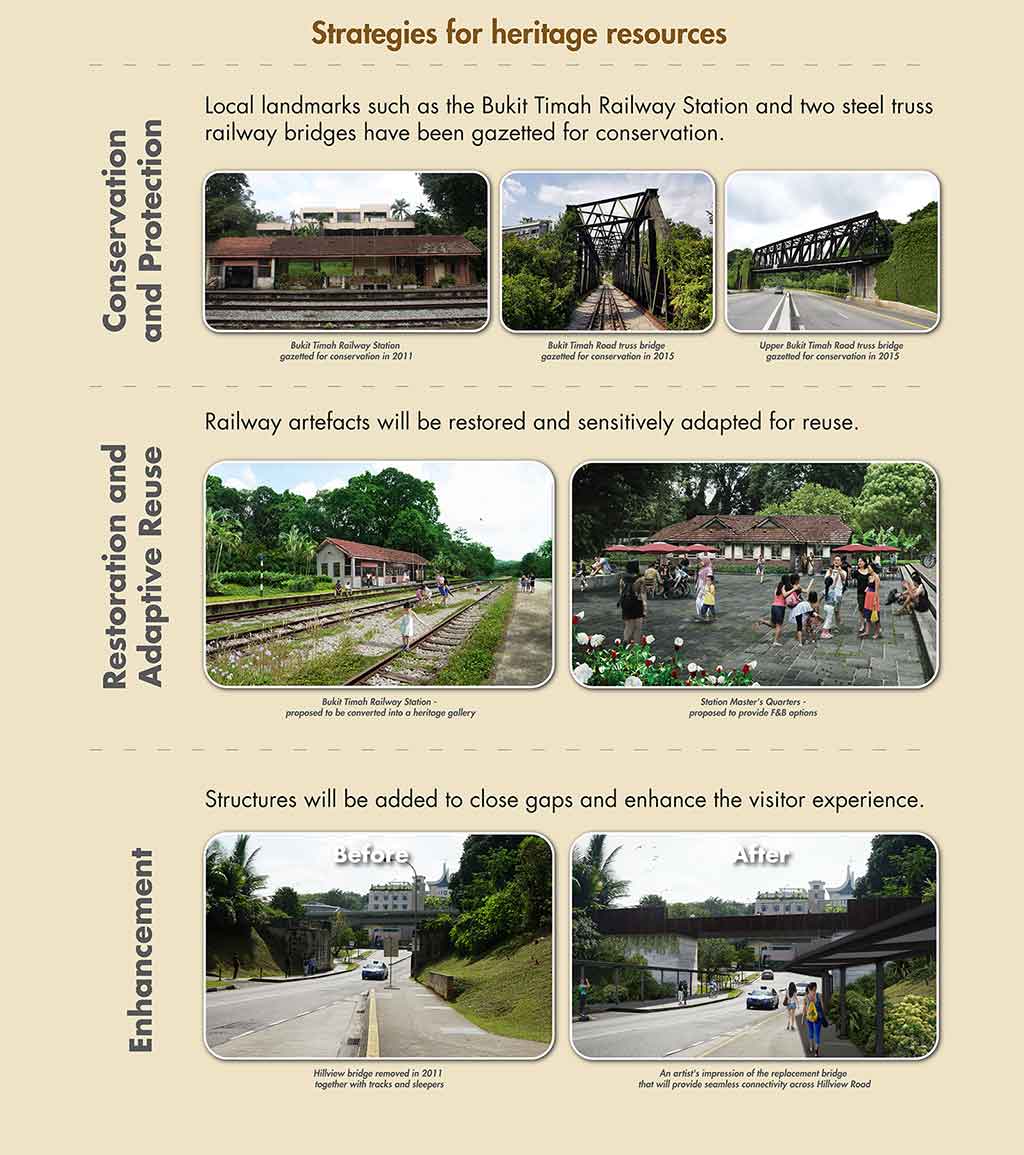 Strategies for heritage resources
Conservation
and Protection
Local landmarks such as the Bukit Timah Railway Station and two steel truss
railway bridges have been gazetted for conservation.
Bukit Timah Railway Station
gazetted for conservation in 2011
Bukit Timah Road truss bridge
gazetted for conservation in 2015
Upper Bukit Timah Road truss bridge
gazetted for conservation in 2015
Restoration and
Adaptive Reuse
Railway artefacts will be restored and sensitively adapted for reuse.
Bukit Timah Railway Station -
proposed to be converted into a heritage gallery
Station Master's Quarters -
proposed to provide F&B options
Enhancement
Structures will be added to close gaps and enhance the visitor experience.
Before
After
Hillview bridge removed in 2011
together with tracks and sleepers
An artist's impression of the replacement bridge
that will provide seamless connectivity across Hillview Road